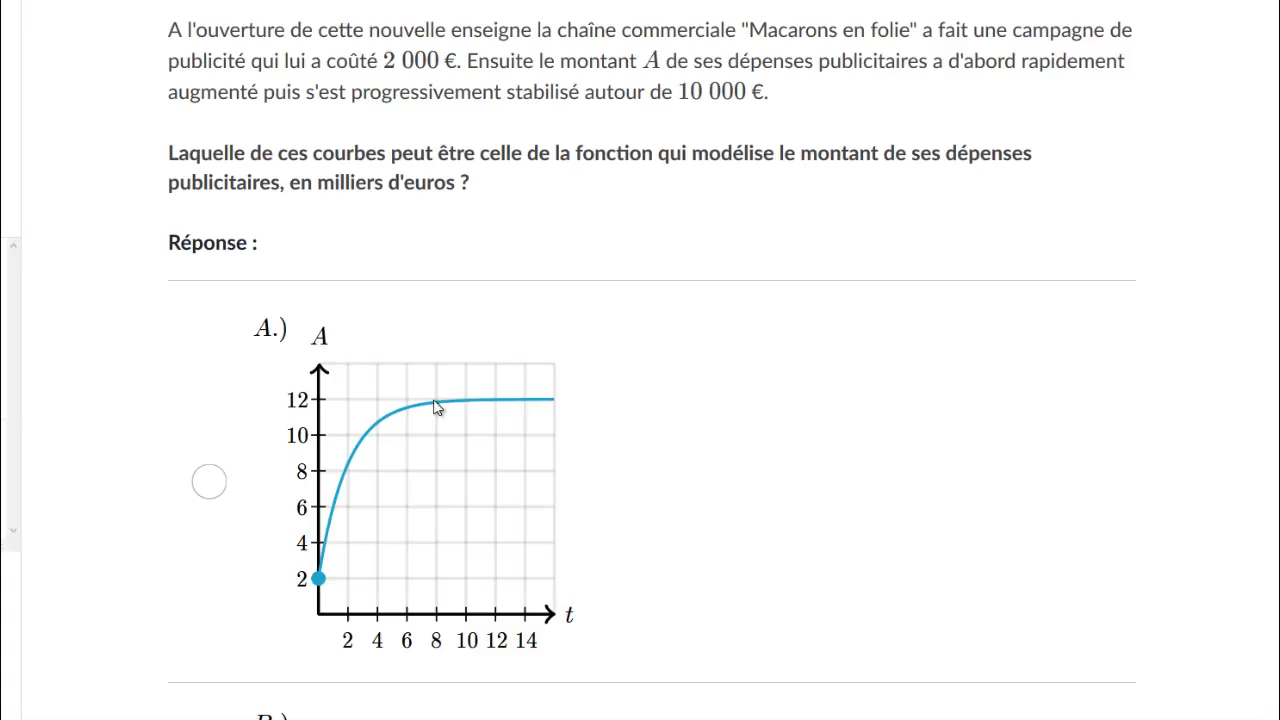 A l'ouverture de cette nouvelle enseigne la chaîne commerciale "Macarons en folie" a fait une campagne de
publicité qui lui a coûté 2 000 €. Ensuite le montant A de ses dépenses publicitaires a d'abord rapidement
augmenté puis s'est progressivement stabilisé autour de 10 000 €.
Laquelle de ces courbes peut être celle de la fonction qui modélise le montant de ses dépenses
publicitaires, en milliers d'euros ?
Réponse :
A.)
A
12
10
8
6
4
2
t
2 4 6 8 10 12 14